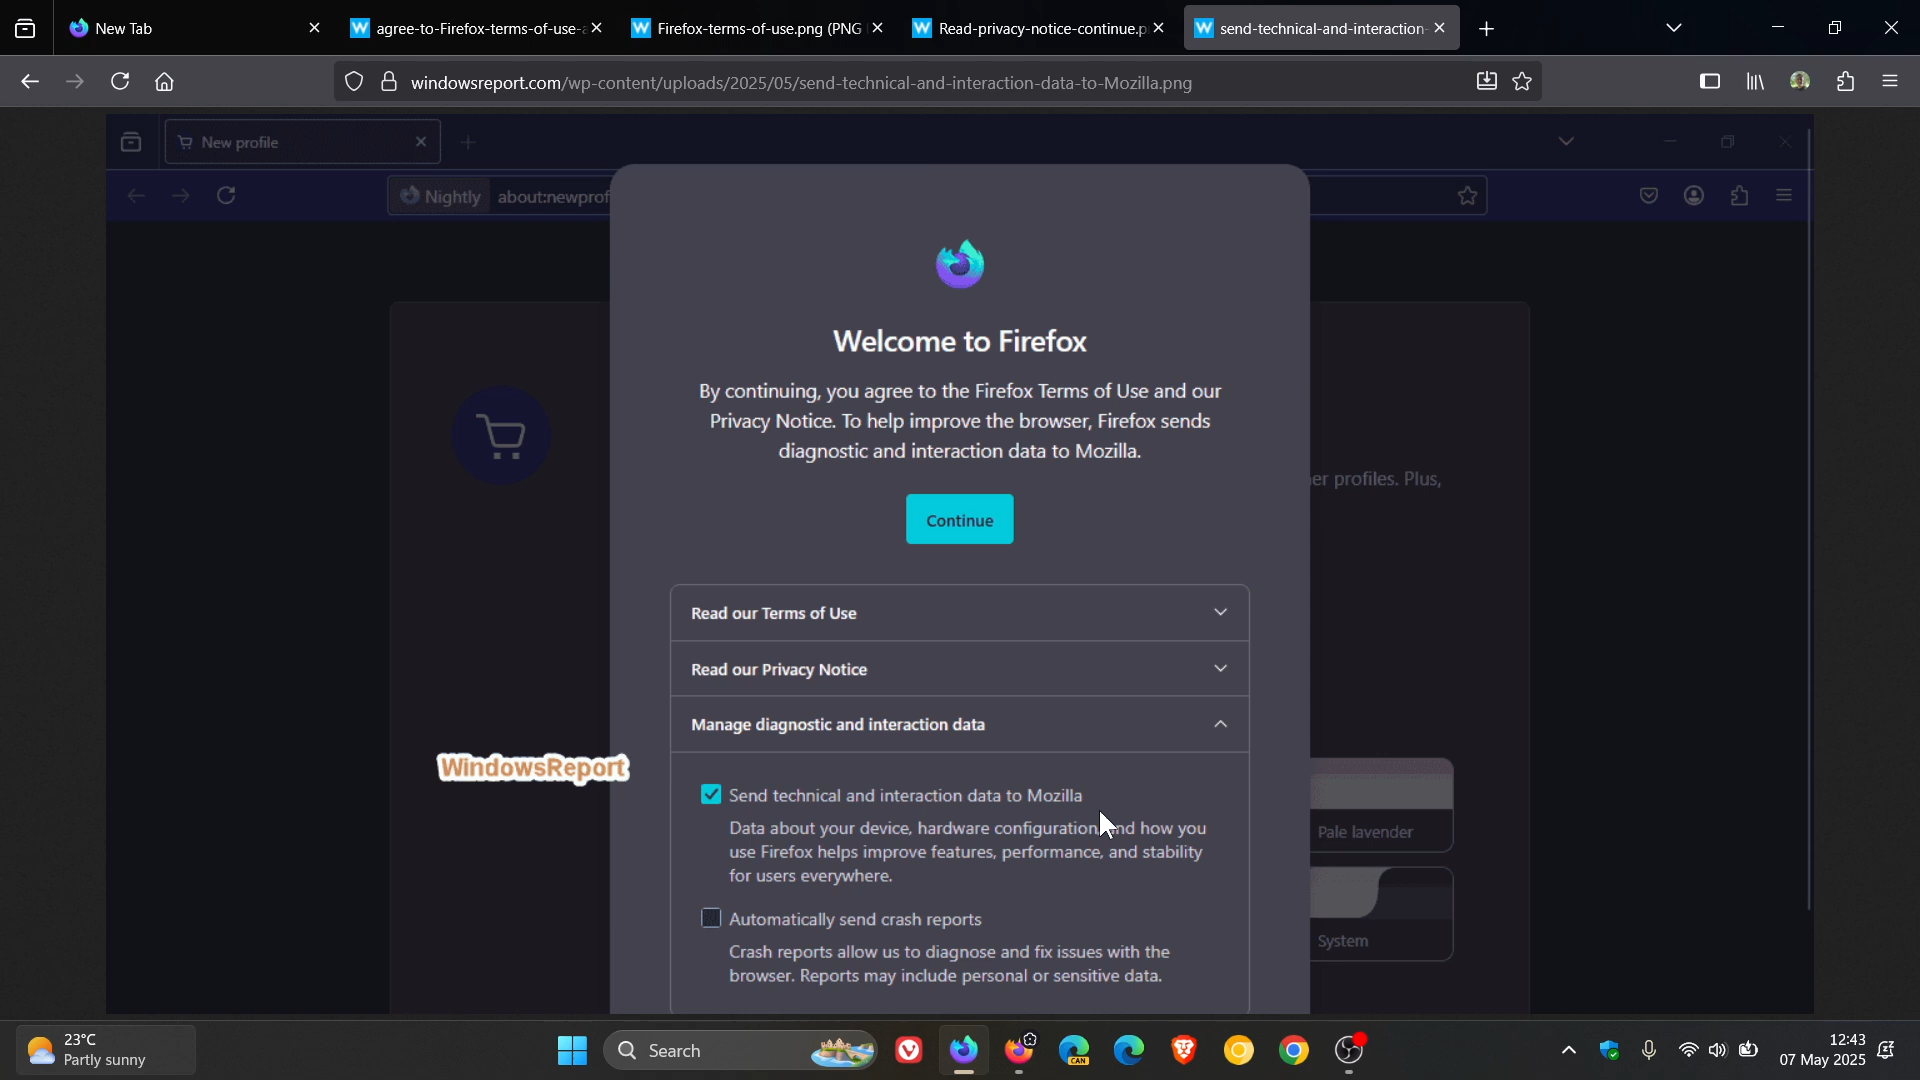 New Tab
agree-to-Firefox-terms-of-use-a
Firefox-terms-of-use.png (PNG
Read-privacy-notice-continue.p
send-technical-and-interaction-
windowsreport.com/wp-content/uploads/2025/05/send-technical-and-interaction-data-to-Mozilla.png
New profile
Nightly
about:newprof
Welcome to Firefox
By continuing, you agree to the Firefox Terms of Use and our
Privacy Notice. To help improve the browser, Firefox sends
diagnostic and interaction data to Mozilla.
er profiles. Plus,
Continue
Read our Terms of Use
Read our Privacy Notice
Manage diagnostic and interaction data
WindowsReport
Send technical and interaction data to Mozilla
Data about your device, hardware configuration, and how you
use Firefox helps improve features, performance, and stability
for users everywhere.
Pale lavender
Automatically send crash reports
Crash reports allow us to diagnose and fix issues with the
browser. Reports may include personal or sensitive data.
System
23°C
Partly sunny
Search
CAN
12:43
07 May 2025